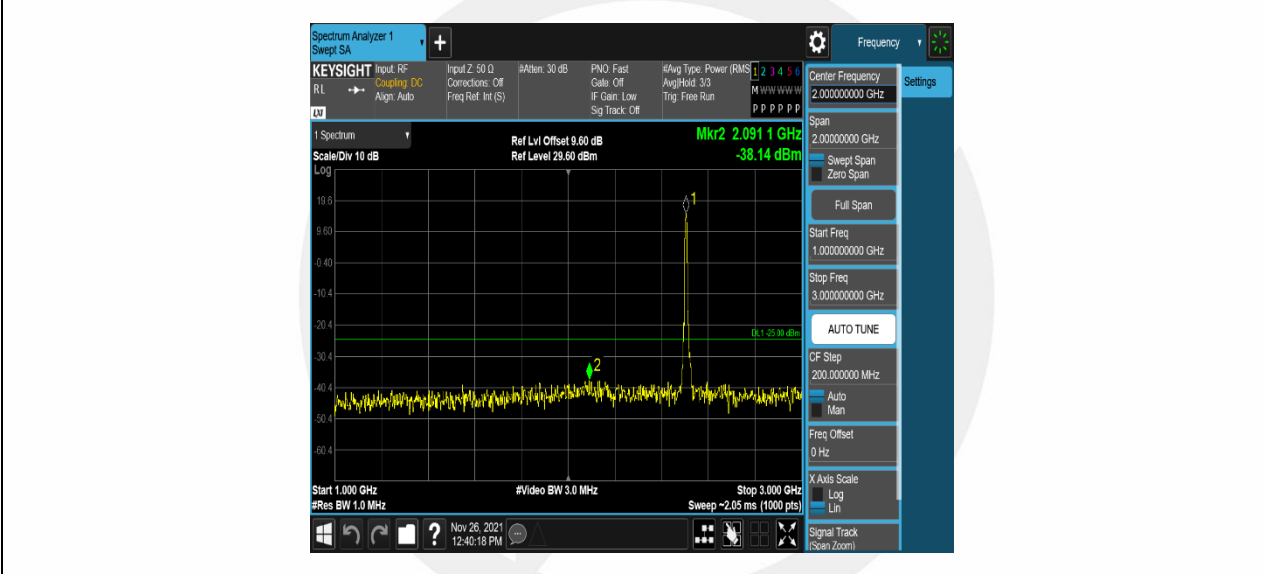 Spectrum Analyzer 1
Swept SA
+
Frequency
KEYSIGHT
RL
LXI
Input: RF
Coupling: DC
Align: Auto
Input Z: 50 Ω
Corrections: Off
Freq Ref: Int (S)
#Atten: 30 dB
PNO: Fast
Gate: Off
IF Gain: Low
Sig Track: Off
#Avg Type: Power (RMS
Avg|Hold: 3/3
Trig: Free Run
1 2 3 4 5 6
M W W W W W
P P P P P P
1 Spectrum
Scale/Div 10 dB
Ref Lvl Offset 9.60 dB
Ref Level 29.60 dBm
Mkr2 2.091 1 GHz
-38.14 dBm
Log
19.6
9.60
-0.40
-10.4
-20.4
-30.4
-40.4
-50.4
-60.4
1
2
DL1 -25.00 dBm
Start 1.000 GHz
#Res BW 1.0 MHz
#Video BW 3.0 MHz
Stop 3.000 GHz
Sweep ~2.05 ms (1000 pts)
Center Frequency
2.000000000 GHz
Settings
Span
2.00000000 GHz
Swept Span
Zero Span
Full Span
Start Freq
1.000000000 GHz
Stop Freq
3.000000000 GHz
AUTO TUNE
CF Step
200.000000 MHz
Auto
Man
Freq Offset
0 Hz
X Axis Scale
Log
Lin
Signal Track
(Span Zoom)
?
Nov 26, 2021
12:40:18 PM